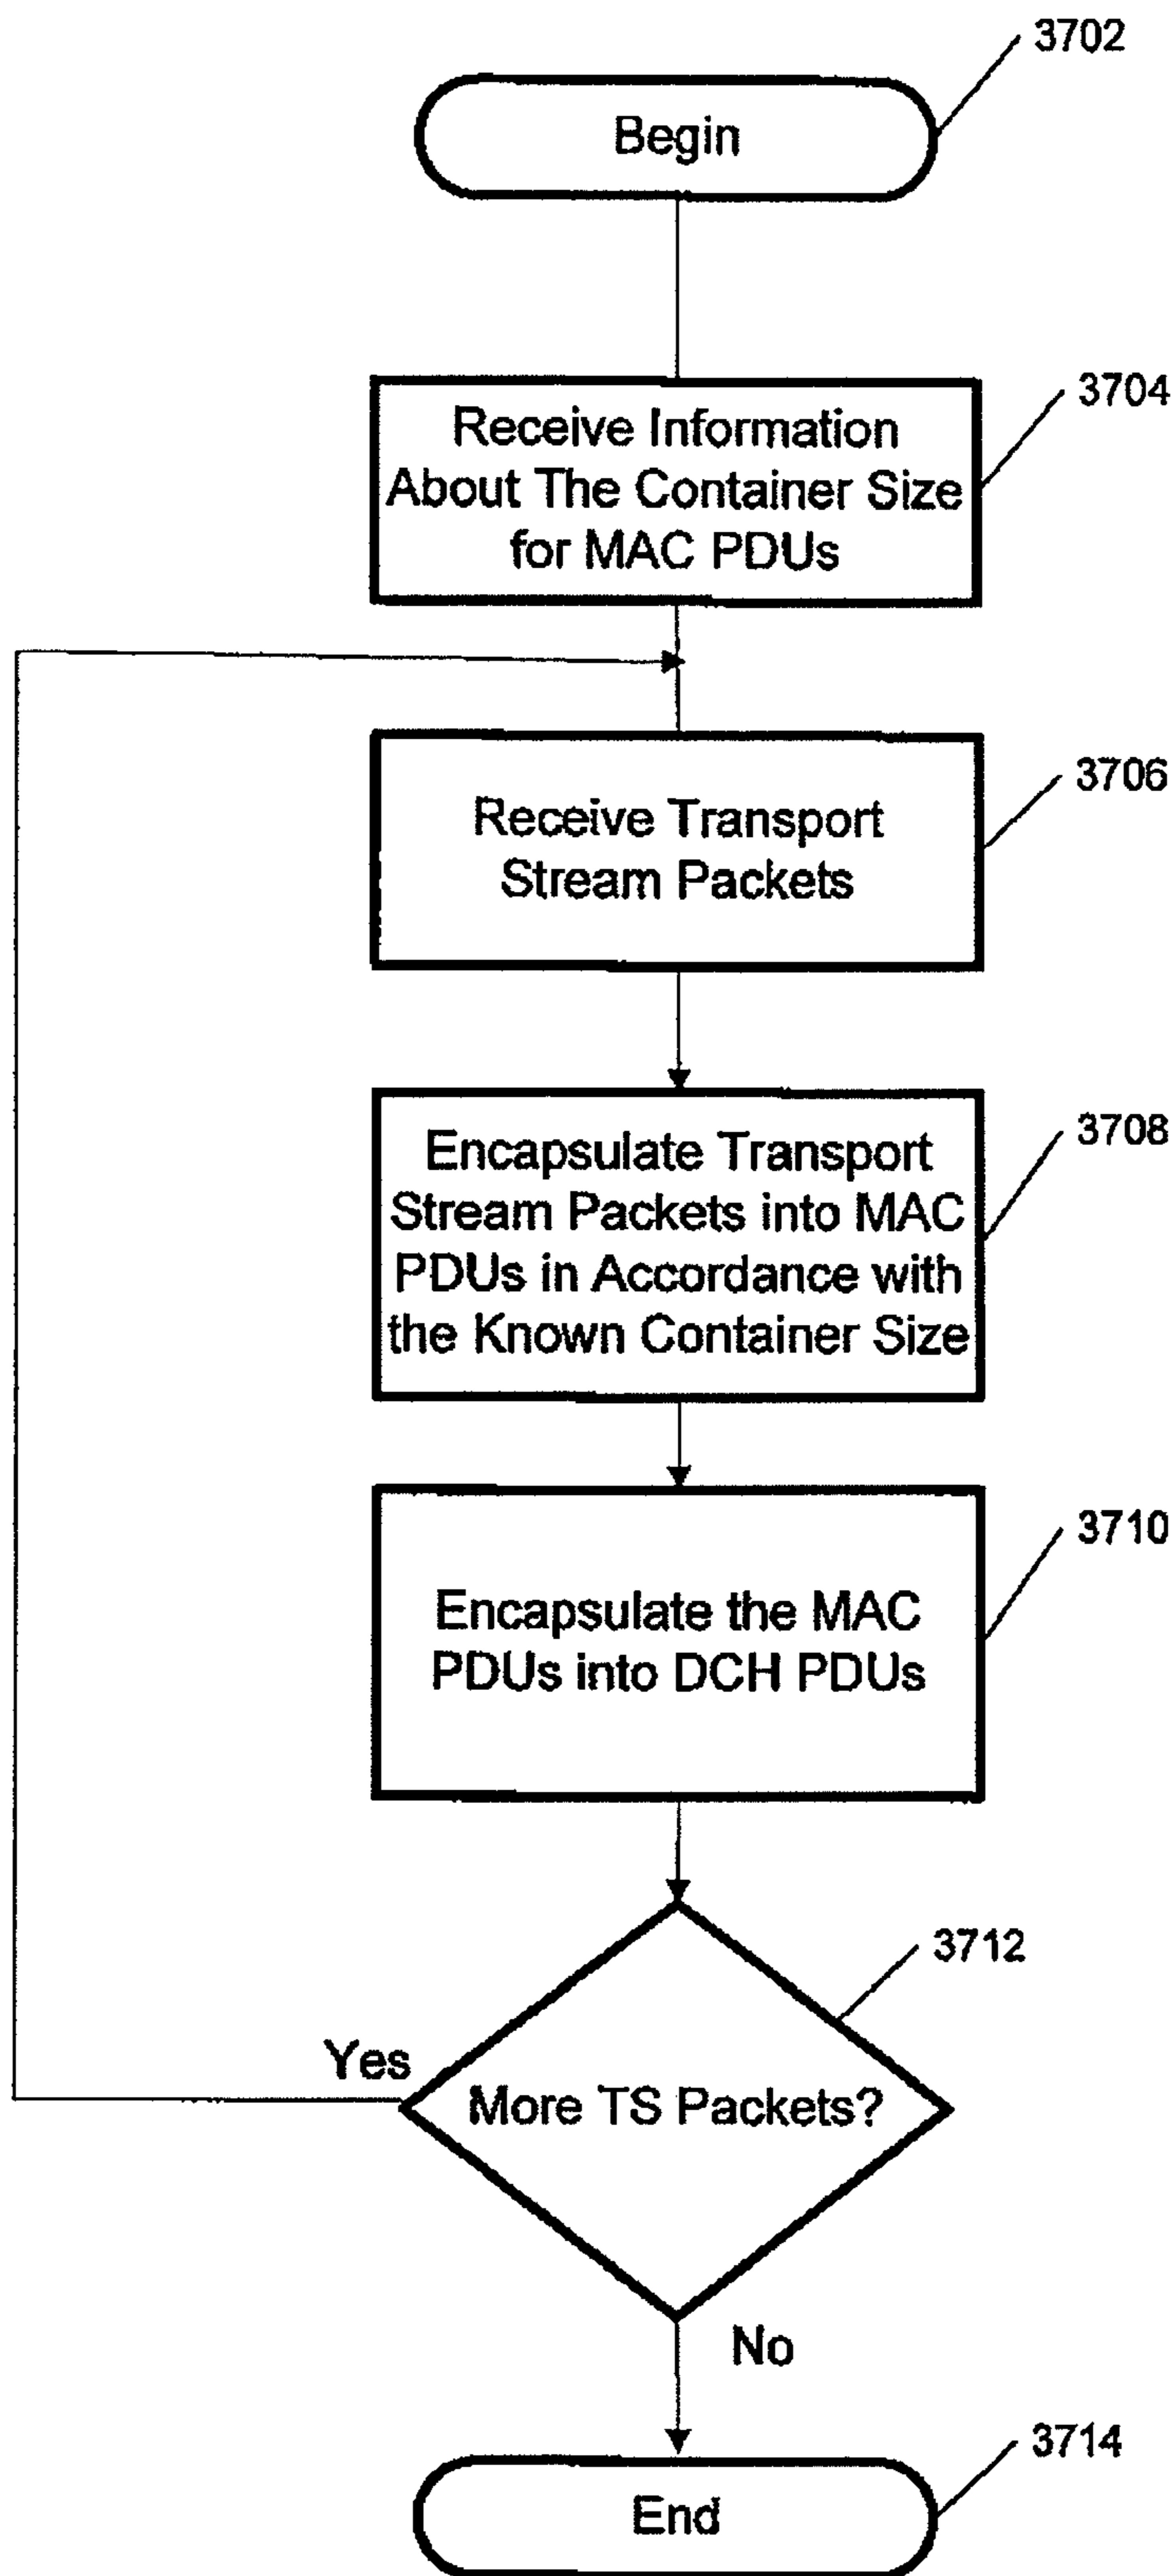 3702
Begin
3704
Receive Information
About The Container Size
for MAC PDUs
3706
Receive Transport
Stream Packets
3708
Encapsulate Transport
Stream Packets into MAC
PDUs in Accordance with
the Known Container Size
3710
Encapsulate the MAC
PDUs into DCH PDUs
3712
Yes
More TS Packets?
No
3714
End